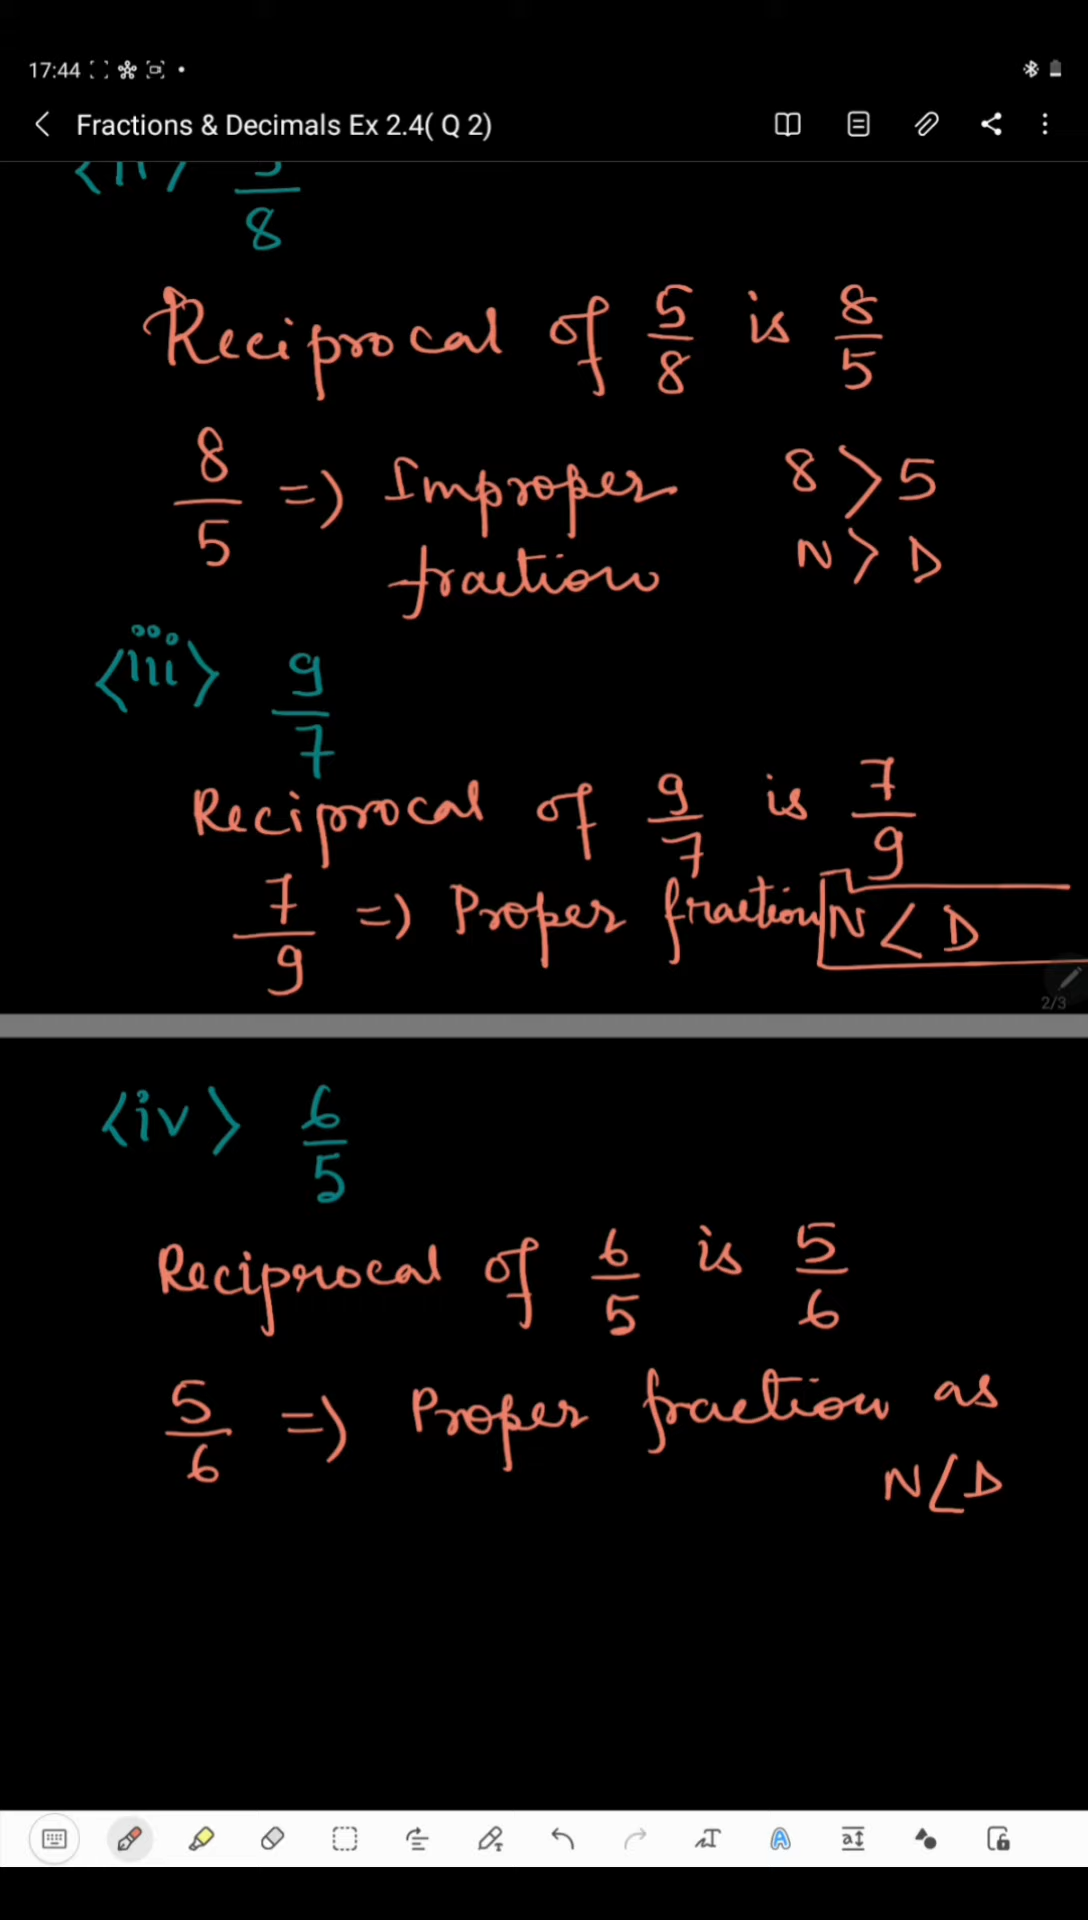 17:44
Fractions & Decimals Ex 2.4( Q 2)
<ii> 5/8
Reciprocal of 5/8 is 8/5
8/5 => Improper fraction 8 > 5
N > D
<iii> 9/7
Reciprocal of 9/7 is 7/9
7/9 => Proper fraction N < D
2/3
<iv> 6/5
Reciprocal of 6/5 is 5/6
5/6 => Proper fraction as
N < D